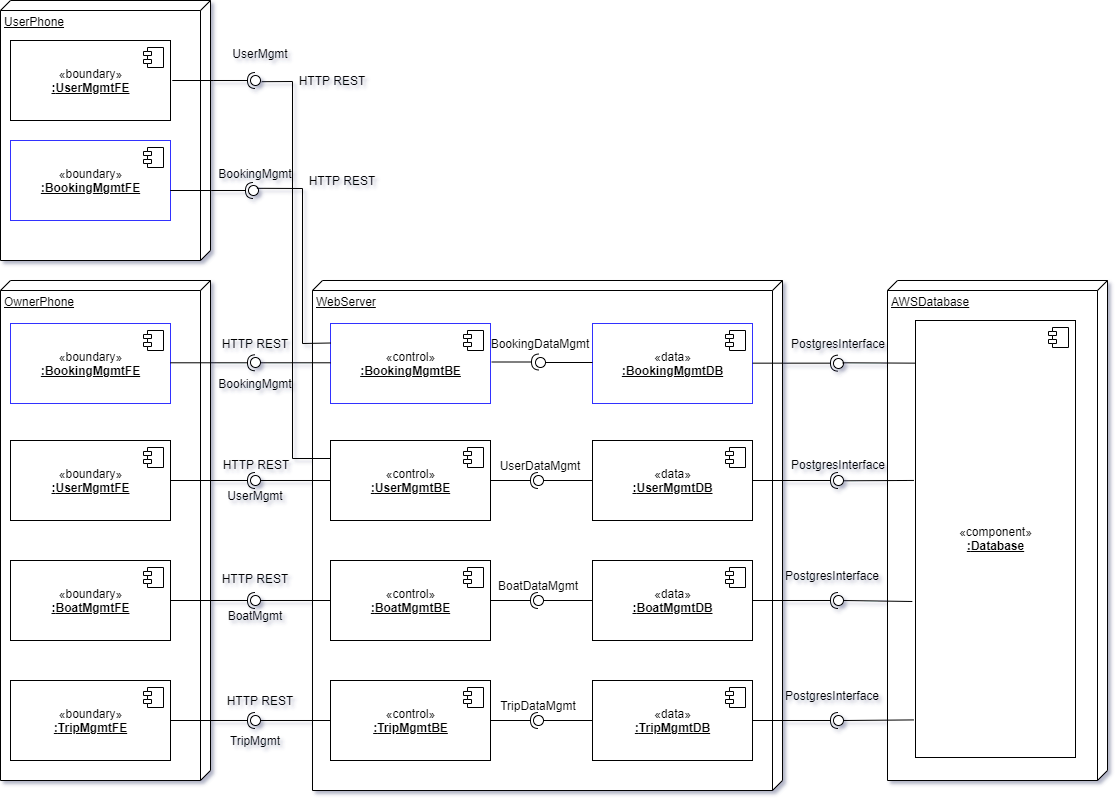 UserPhone
«boundary»
:UserMgmtFE
UserMgmt
HTTP REST
«boundary»
:BookingMgmtFE
BookingMgmt
HTTP REST
OwnerPhone
«boundary»
:BookingMgmtFE
HTTP REST
BookingMgmt
«boundary»
:UserMgmtFE
HTTP REST
UserMgmt
«boundary»
:BoatMgmtFE
HTTP REST
BoatMgmt
«boundary»
:TripMgmtFE
HTTP REST
TripMgmt
WebServer
«control»
:BookingMgmtBE
BookingDataMgmt
«data»
:BookingMgmtDB
«control»
:UserMgmtBE
UserDataMgmt
«data»
:UserMgmtDB
«control»
:BoatMgmtBE
BoatDataMgmt
«data»
:BoatMgmtDB
«control»
:TripMgmtBE
TripDataMgmt
«data»
:TripMgmtDB
PostgresInterface
PostgresInterface
PostgresInterface
PostgresInterface
AWSDatabase
«component»
:Database